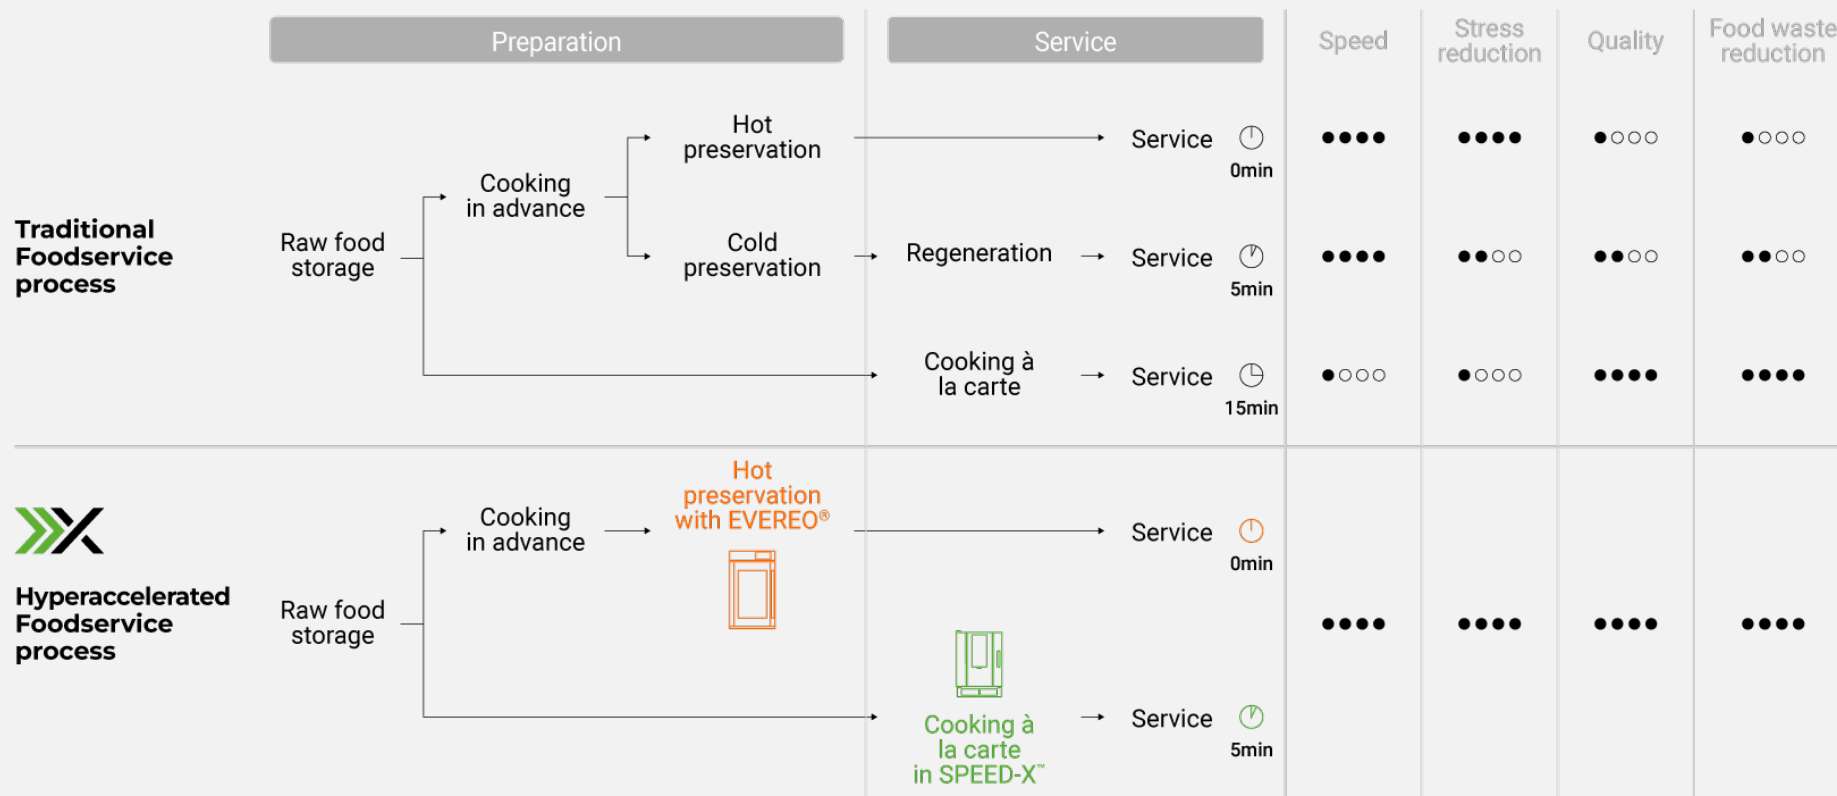 Preparation
Service
Speed
Stress
reduction
Quality
Food waste
reduction
Traditional
Foodservice
process
Raw food
storage
Cooking
in advance
Hot
preservation
Service
0min
Cold
preservation
Regeneration
Service
5min
Cooking à
la carte
Service
15min
Hyperaccelerated
Foodservice
process
Raw food
storage
Cooking
in advance
Hot
preservation
with EVEREO®
Service
0min
Cooking à
la carte
in SPEED-X™
Service
5min